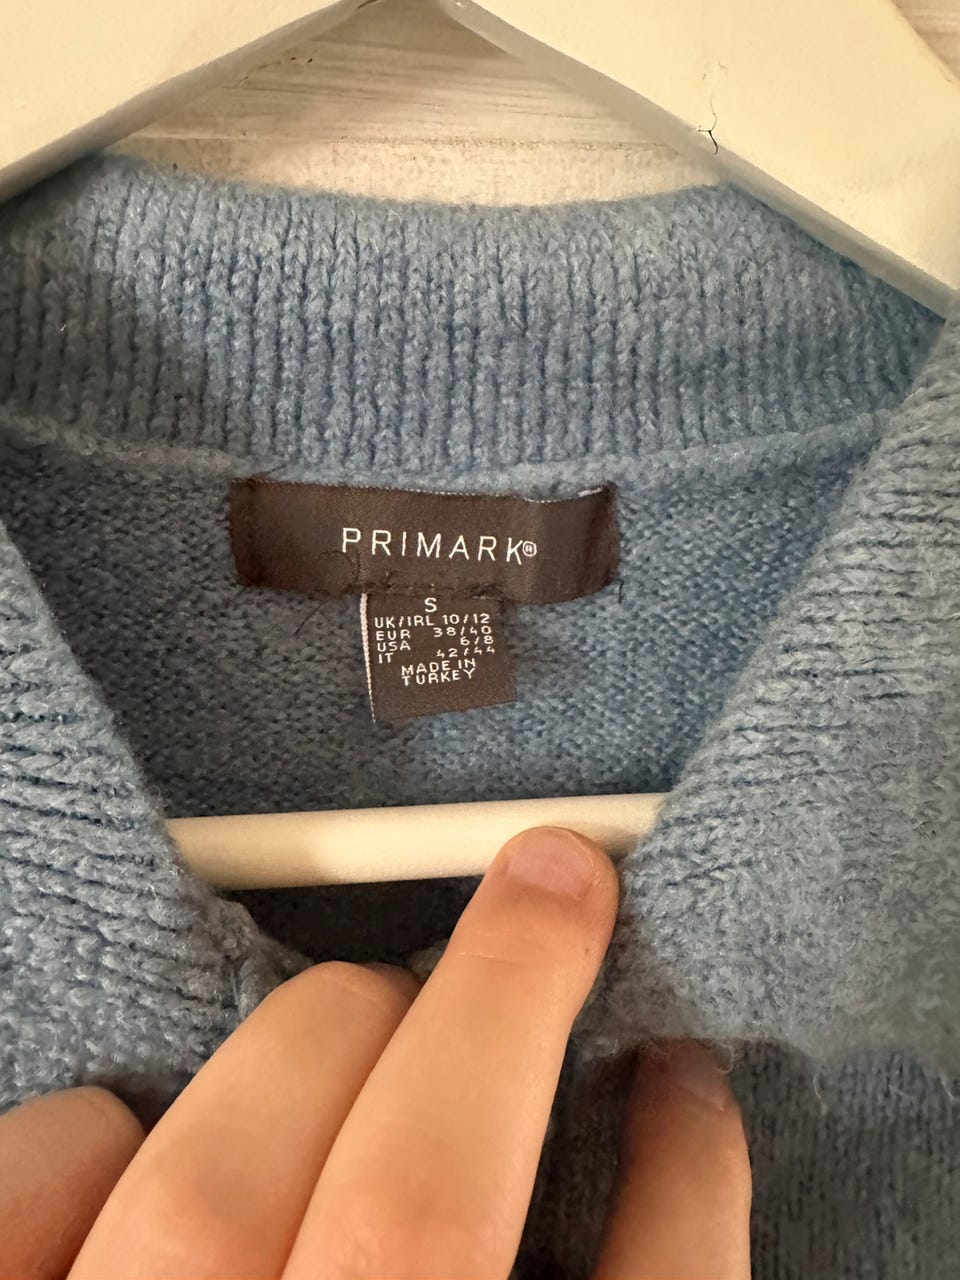 PRIMARK®
S
UK/IRL 10/12
EUR 38/40
USA 6/8
IT 42/44
MADE IN
TURKEY